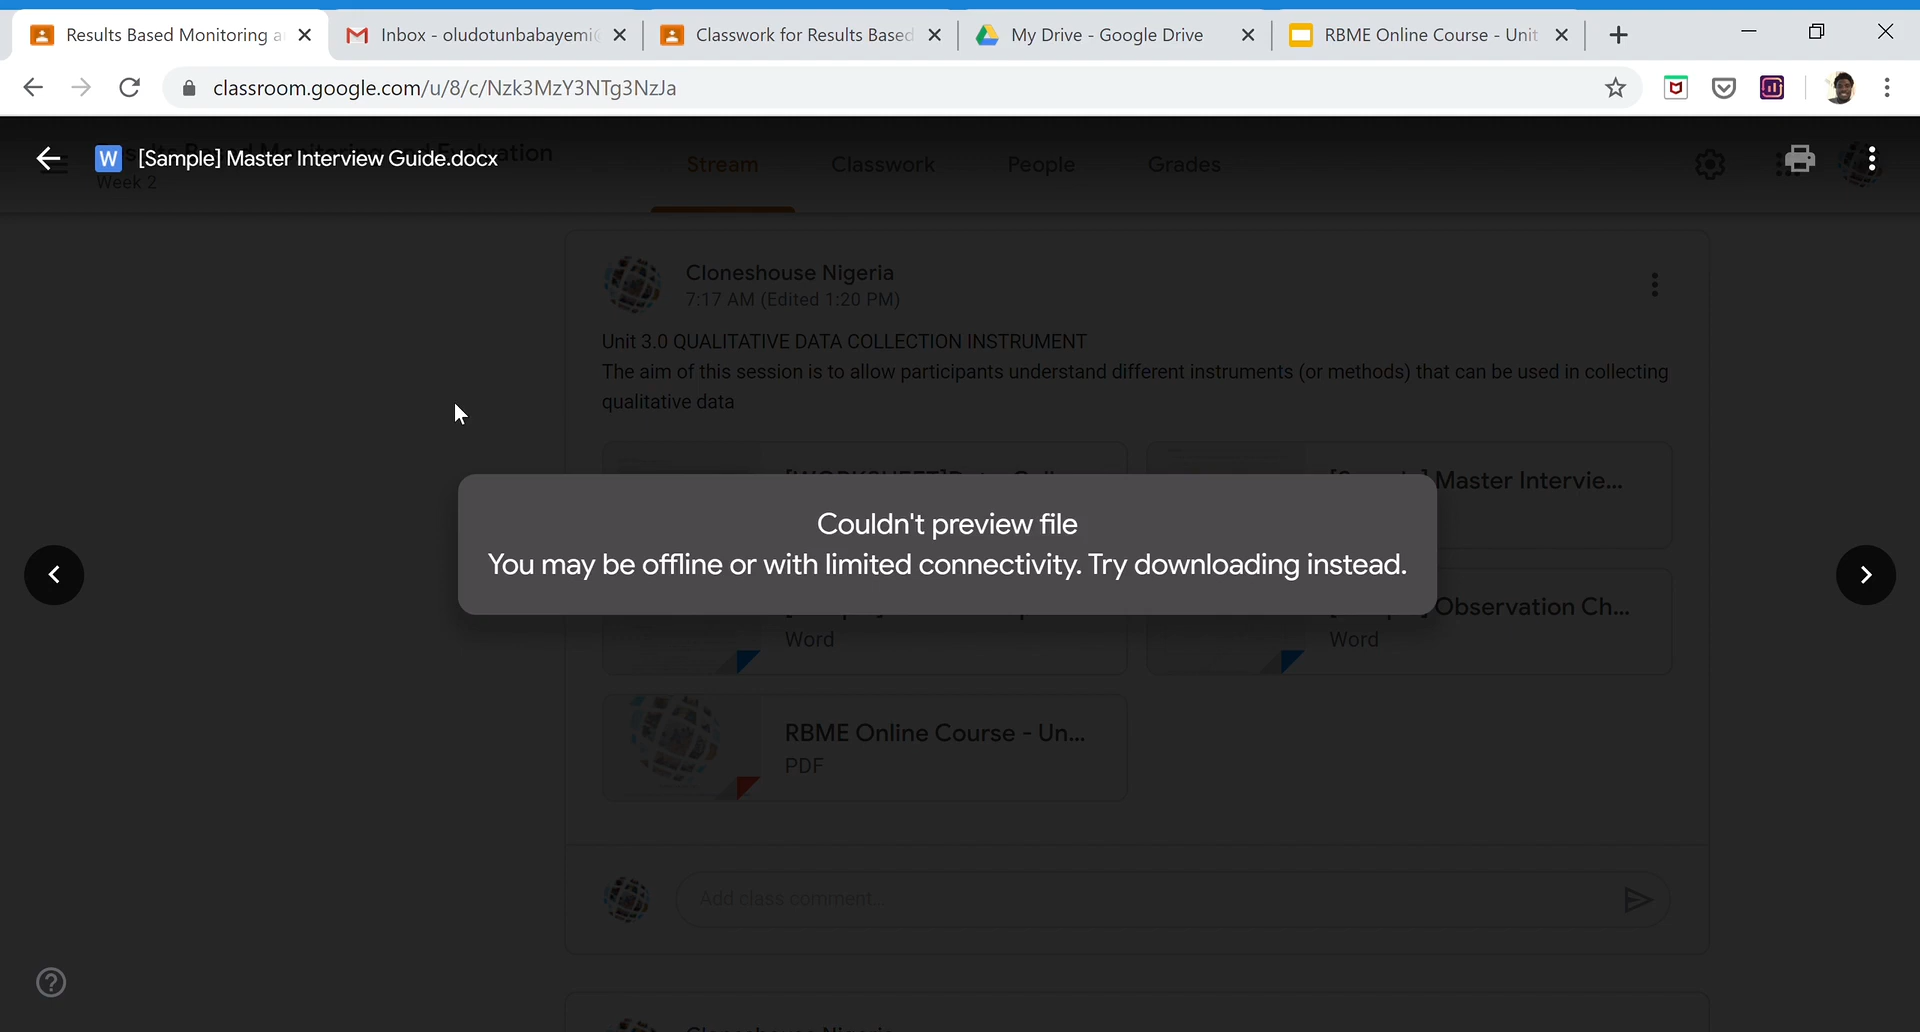 Results Based Monitoring a
Inbox - oludotunbabayemi
Classwork for Results Based
My Drive - Google Drive
RBME Online Course - Unit
classroom.google.com/u/8/c/Nzk3MzY3NTg3NzJa
W
[Sample] Master Interview Guide.docx
Week 2
Stream
Classwork
People
Grades
Cloneshouse Nigeria
7:17 AM (Edited 1:20 PM)
Unit 3.0 QUALITATIVE DATA COLLECTION INSTRUMENT
The aim of this session is to allow participants understand different instruments (or methods) that can be used in collecting
qualitative data
Master Intervie...
Couldn't preview file
You may be offline or with limited connectivity. Try downloading instead.
Observation Ch...
Word
Word
RBME Online Course - Un...
PDF
Add class comment...